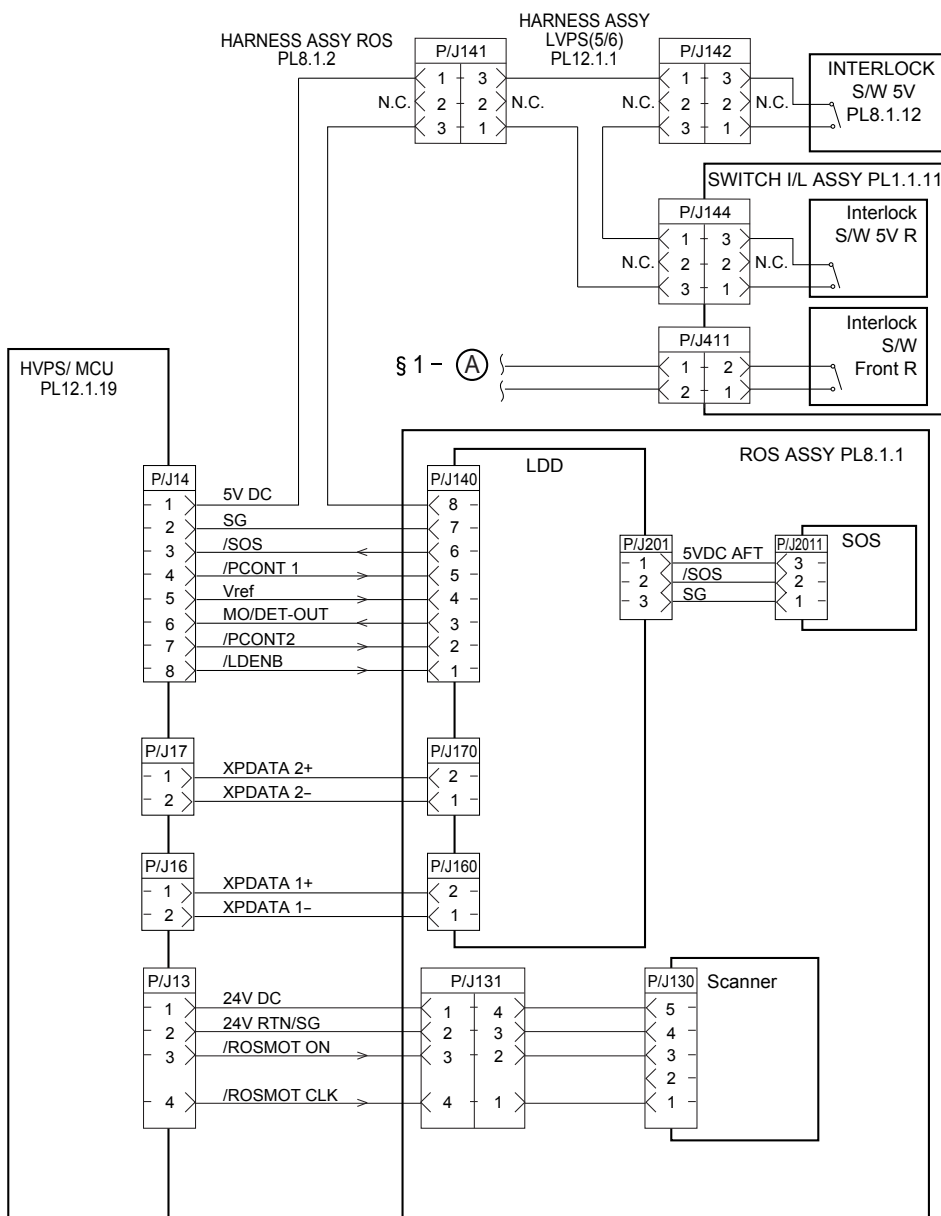 HARNESS ASSY ROS
PL8.1.2
HARNESS ASSY
LVPS(5/6)
PL12.1.1
P/J141
1 - 3
N.C. 2 - 2 N.C.
3 - 1
P/J142
1 - 3
N.C. 2 - 2 N.C.
3 - 1
INTERLOCK
S/W 5V
PL8.1.12
SWITCH I/L ASSY PL1.1.11
P/J144
1 - 3
N.C. 2 - 2 N.C.
3 - 1
Interlock
S/W 5V R
P/J411
1 - 2
2 - 1
Interlock
S/W
Front R
§ 1 - A
HVPS/ MCU
PL12.1.19
ROS ASSY PL8.1.1
LDD
P/J14
P/J140
1 5V DC 8
2 SG 7
3 /SOS 6
4 /PCONT 1 5
5 Vref 4
6 MO/DET-OUT 3
7 /PCONT2 2
8 /LDENB 1
P/J201
P/J2011
SOS
1 5VDC AFT 3
2 /SOS 2
3 SG 1
P/J17
P/J170
1 XPDATA 2+ 2
2 XPDATA 2− 1
P/J16
P/J160
1 XPDATA 1+ 2
2 XPDATA 1− 1
P/J13
P/J131
P/J130
Scanner
1 24V DC 1 4 5
2 24V RTN/SG 2 3 4
3 /ROSMOT ON 3 - 2 3
2
4 /ROSMOT CLK 4 - 1 1